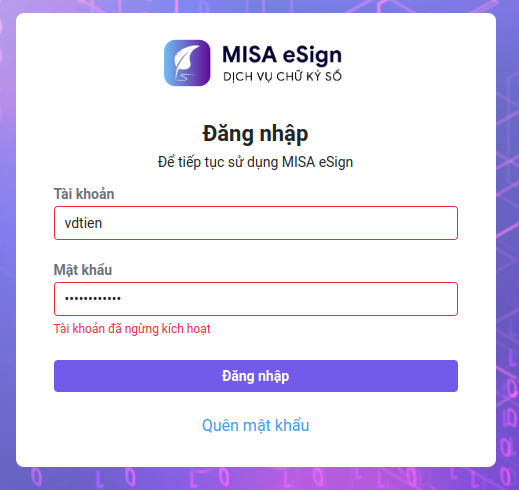 MISA eSign
DỊCH VỤ CHỮ KÝ SỐ
Đăng nhập
Để tiếp tục sử dụng MISA eSign
Tài khoản
vdtien
Mật khẩu
••••••••••••
Tài khoản đã ngừng kích hoạt
Đăng nhập
Quên mật khẩu